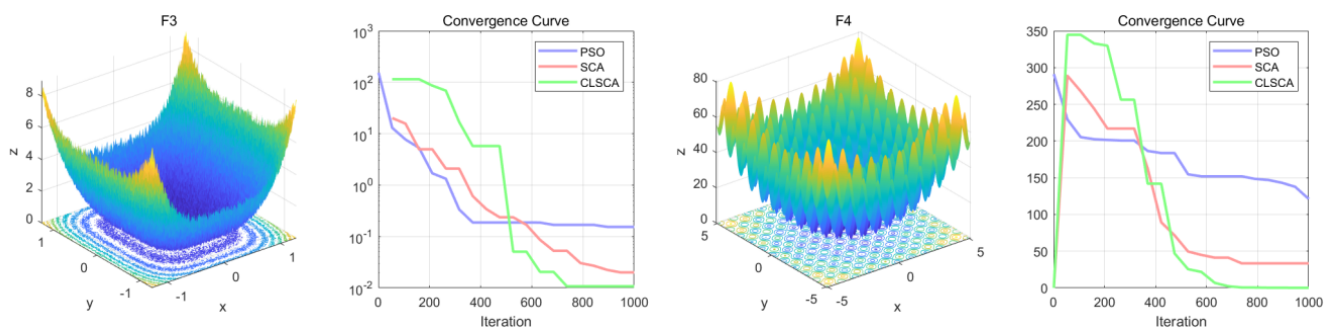 F3
z
8
6
4
2
0
1
0
-1
y
-1
0
1
x
Convergence Curve
10^3
10^2
10^1
10^0
10^-1
10^-2
PSO
SCA
CLSCA
0 200 400 600 800 1000
Iteration
F4
z
80
60
40
20
0
5
0
-5
y
-5
0
5
x
Convergence Curve
350
300
250
200
150
100
50
0
PSO
SCA
CLSCA
0 200 400 600 800 1000
Iteration